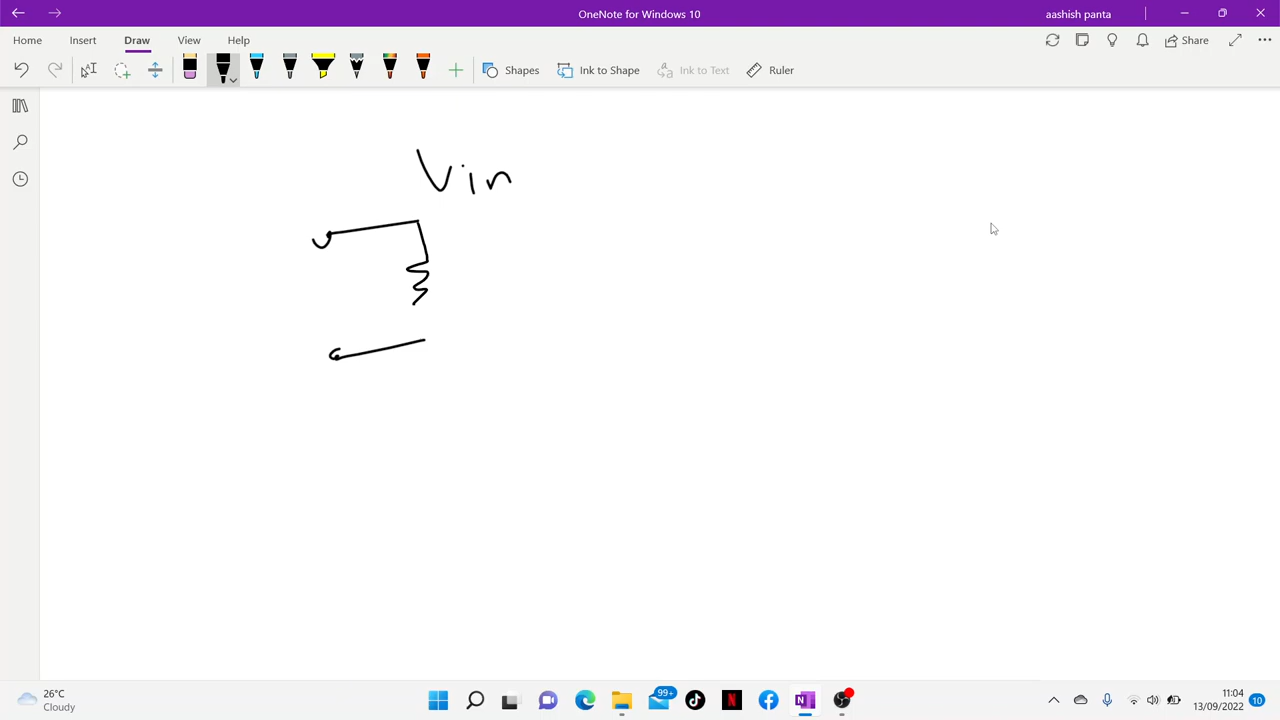 OneNote for Windows 10
aashish panta
Home Insert Draw View Help
Share
Shapes Ink to Shape Ink to Text Ruler
Vin
26°C
Cloudy
99+
N
11:04
13/09/2022
10